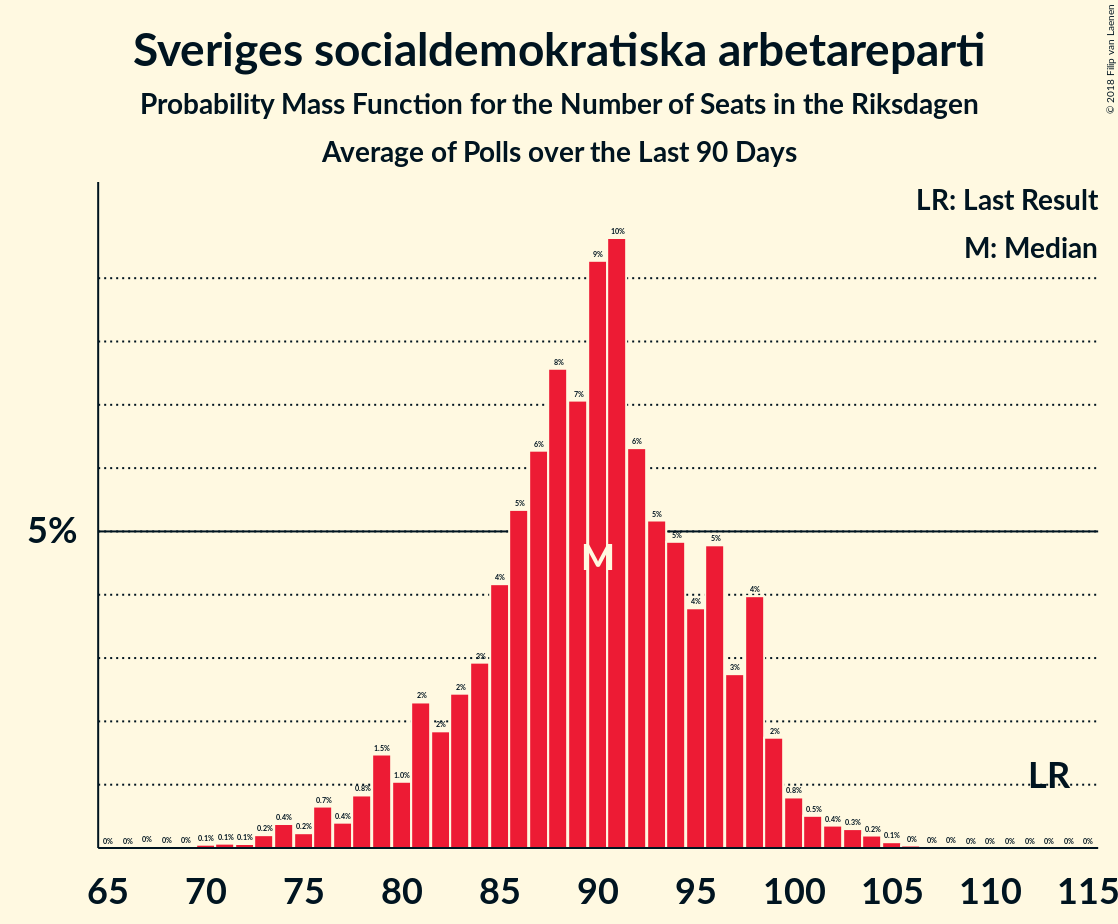 © 2018 Filip van Laenen
Sveriges socialdemokratiska arbetareparti
Probability Mass Function for the Number of Seats in the Riksdagen
Average of Polls over the Last 90 Days
LR: Last Result
M: Median
5%
0% 0% 0% 0% 0% 0.1% 0.1% 0.1% 0.2% 0.4% 0.2% 0.7% 0.4% 0.8% 1.5% 1.0% 2% 2% 2% 3% 4% 5% 6% 8% 7% 9% 10% 6% 5% 5% 4% 5% 3% 4% 2% 0.8% 0.5% 0.4% 0.3% 0.2% 0.1% 0% 0% 0% 0% 0% 0% 0% 0% 0% 0%
M
LR
65 70 75 80 85 90 95 100 105 110 115